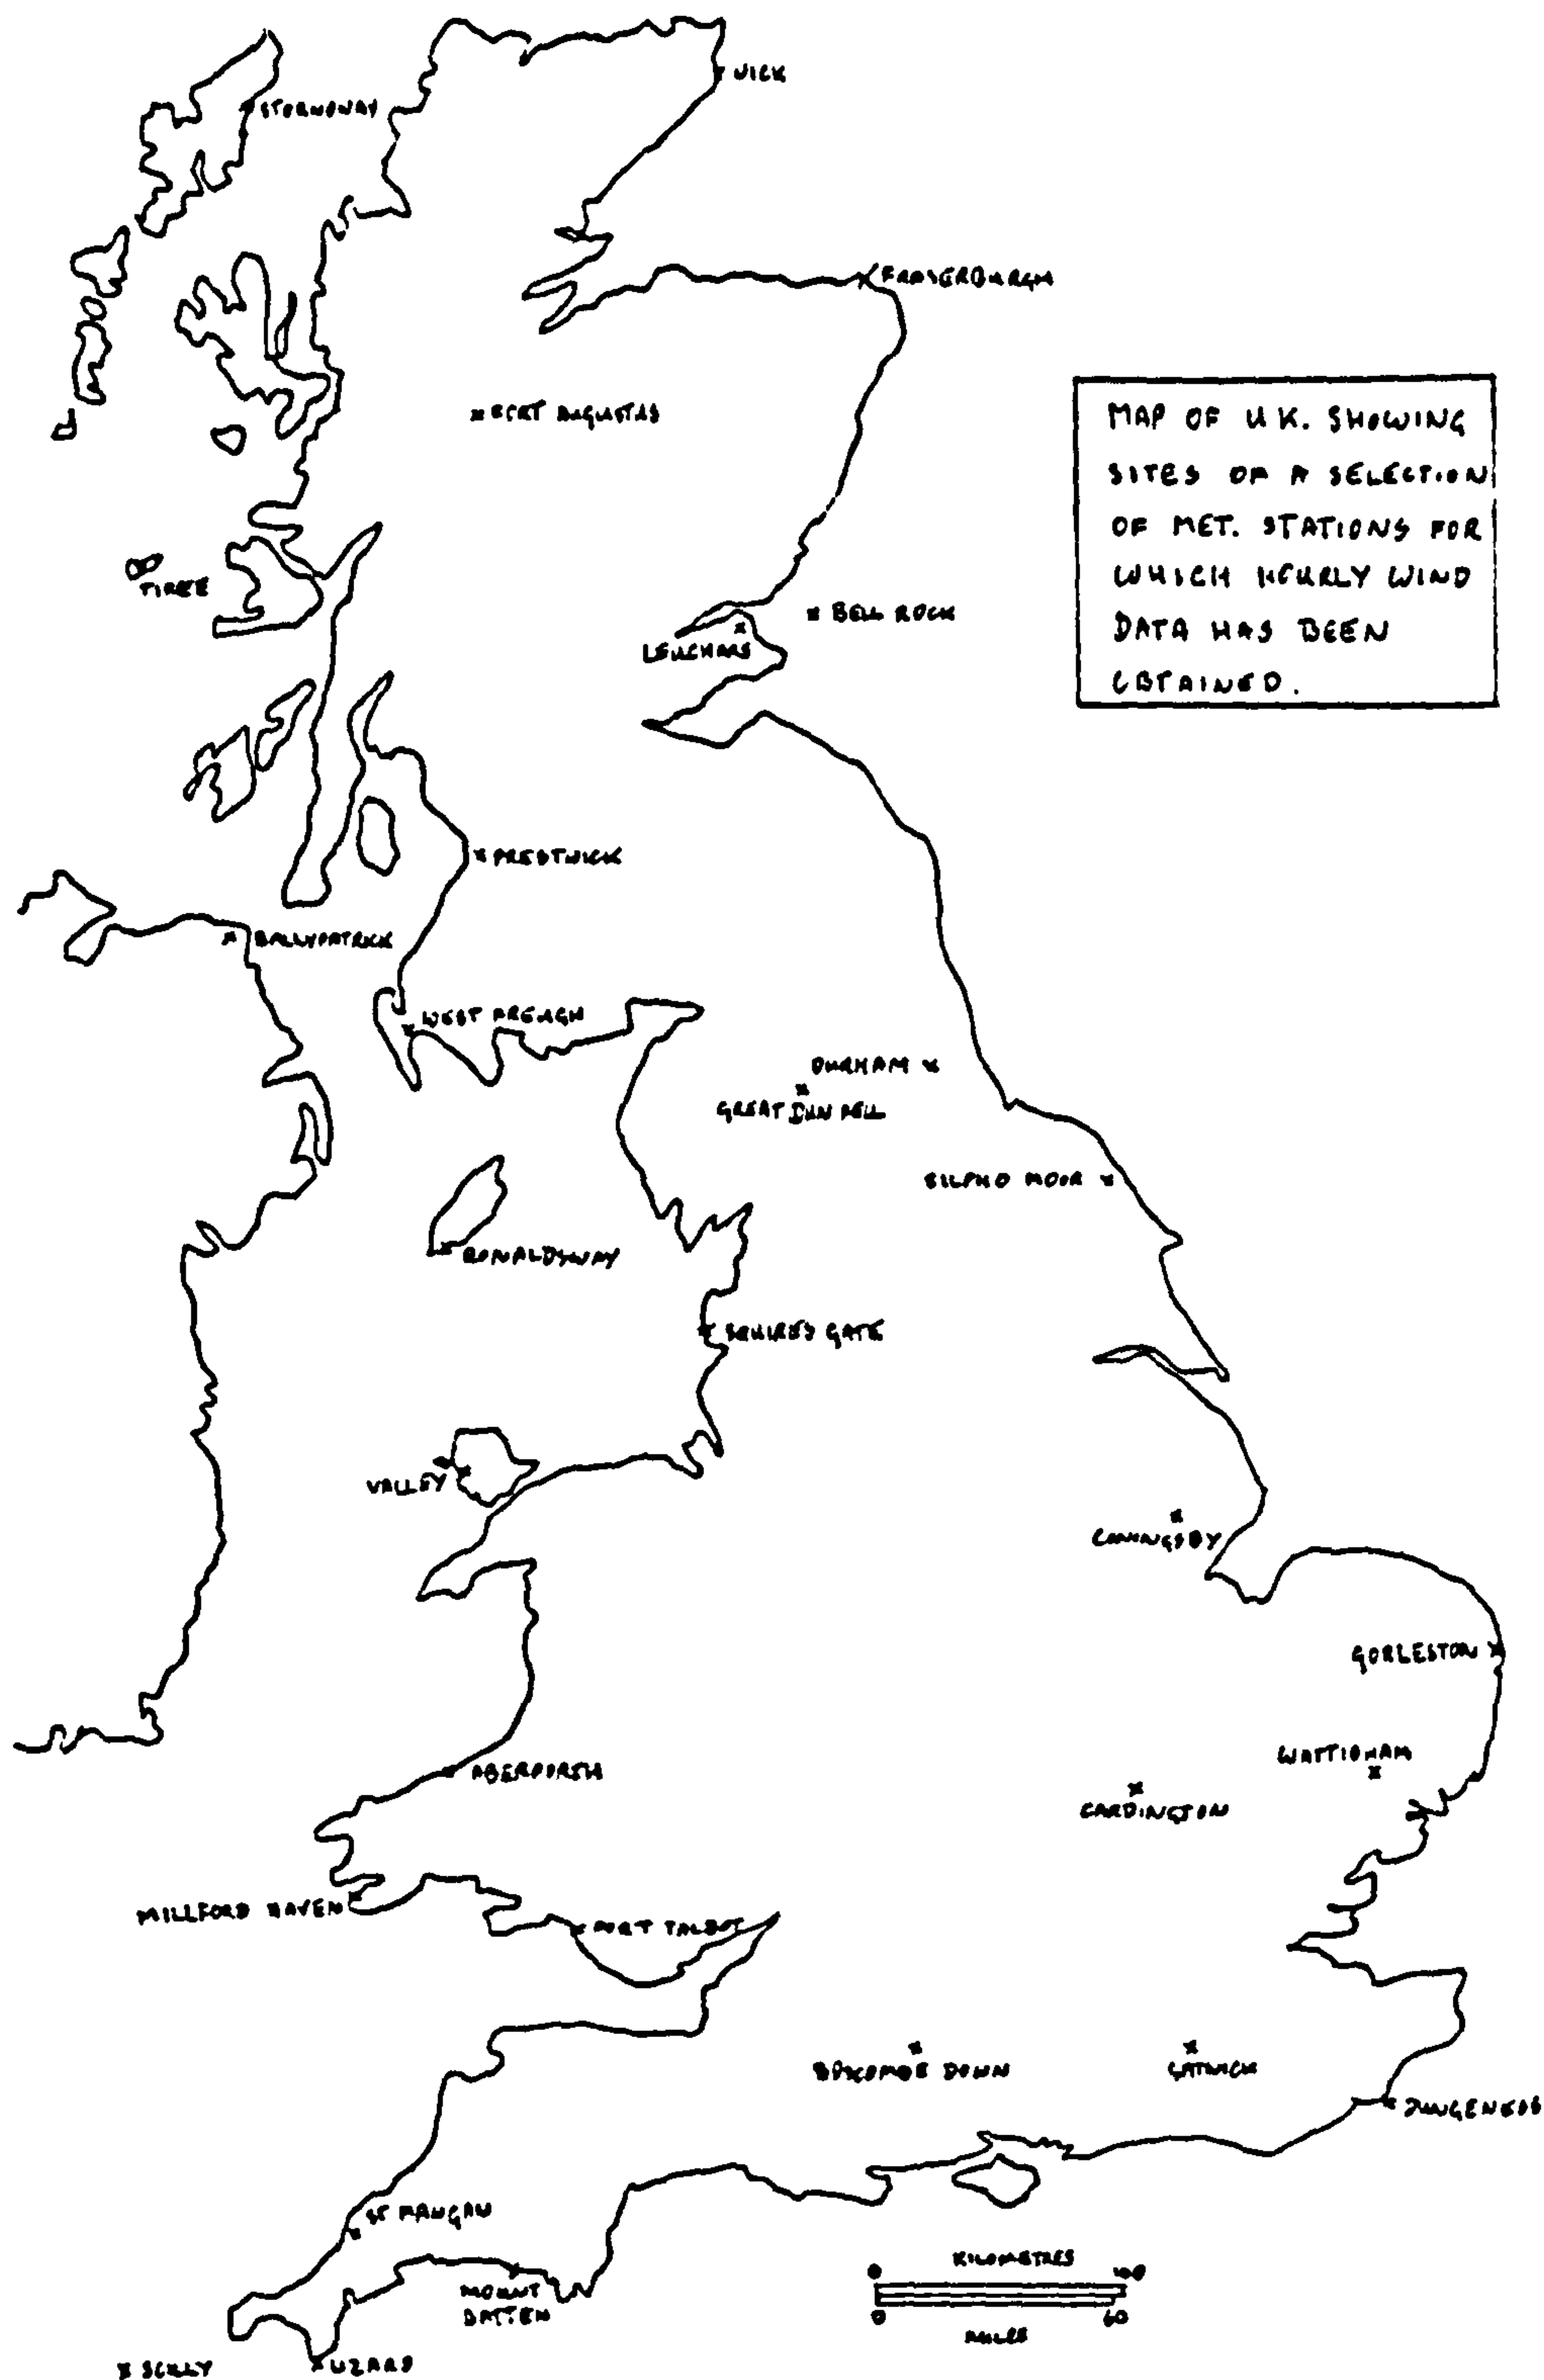 WICK
STORNOWAY
FRASERBURGH
FORT AUGUSTAS
MAP OF U K. SHOWING
SITES OF A SELECTION
OF MET. STATIONS FOR
WHICH HOURLY WIND
DATA HAS BEEN
OBTAINED.
TIREE
BELL ROCK
LEUCHARS
PRESTWICK
BALLYPATRICK
WEST FREUGH
DURHAM
GREAT DUN FELL
SILPHO MOOR
RONALDSWAY
SQUIRES GATE
VALLEY
CONINGSBY
GORLESTON
WATTISHAM
ABERPORTH
CARDINGTON
MILLFORD HAVEN
PORT TALBOT
BOSCOMBE DOWN
GATWICK
DUNGENESS
ST MANGAN
KILOMETRES
0 100
MOUNT
BATTEN
0 60
MILES
SCILLY
LIZARD